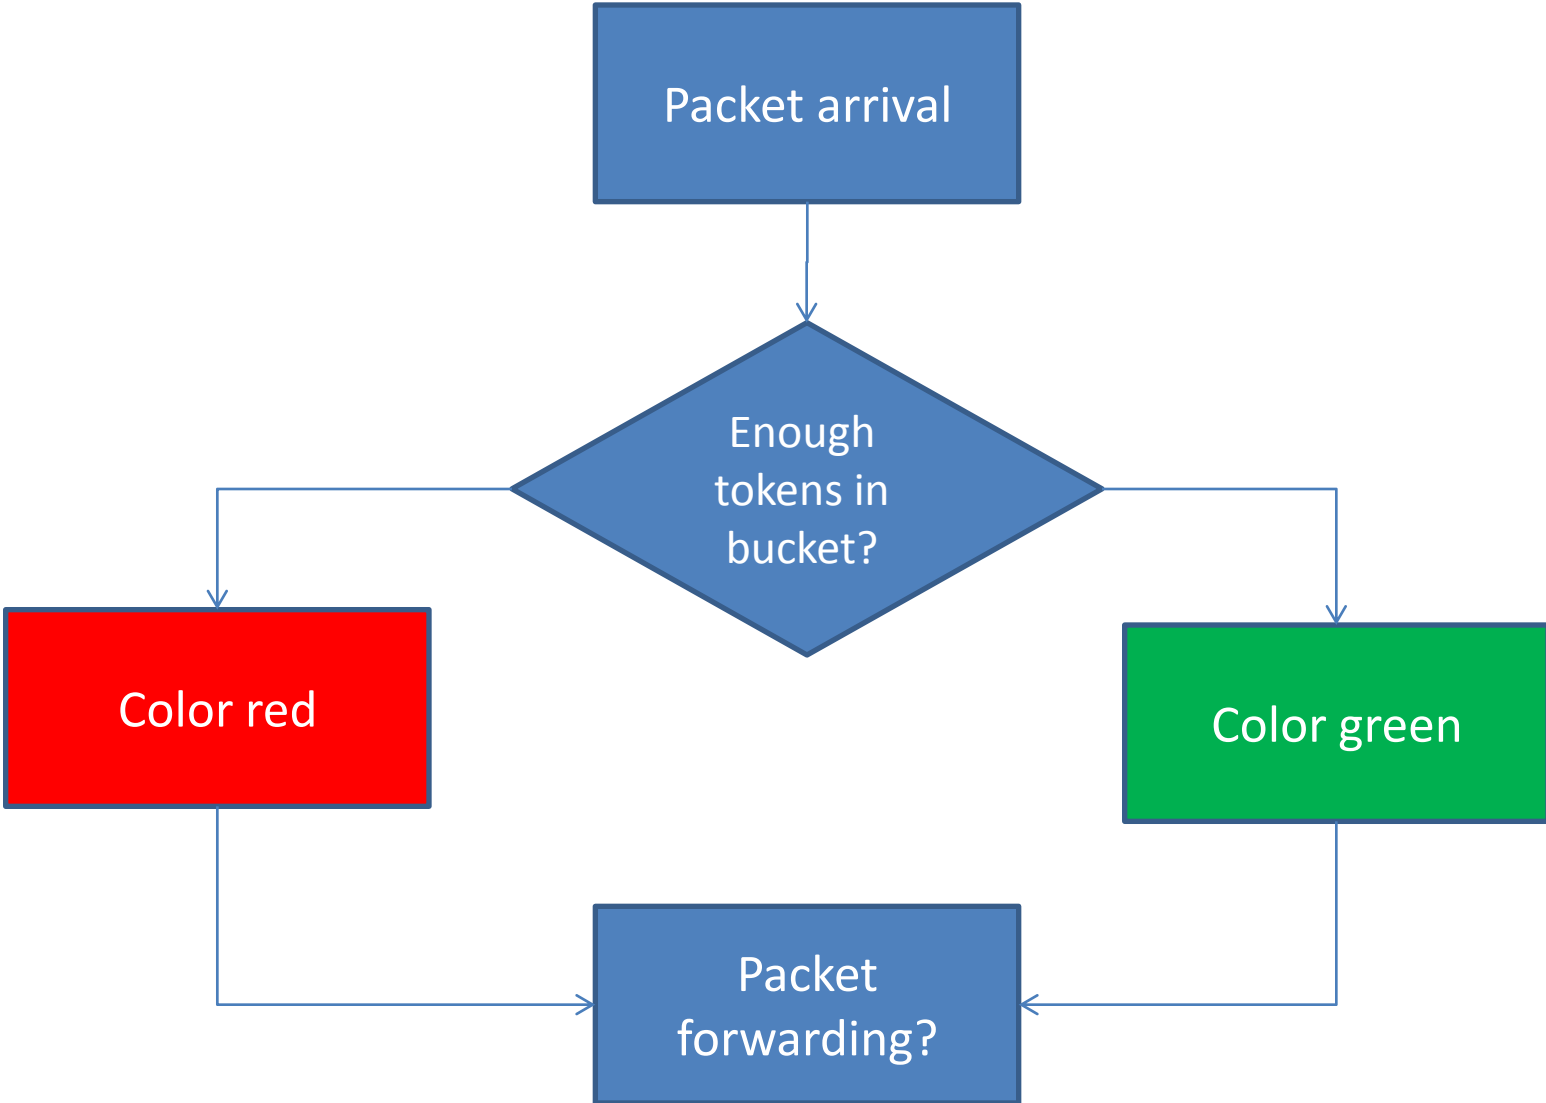 Packet arrival
Enough
tokens in
bucket?
Color red
Color green
Packet
forwarding?